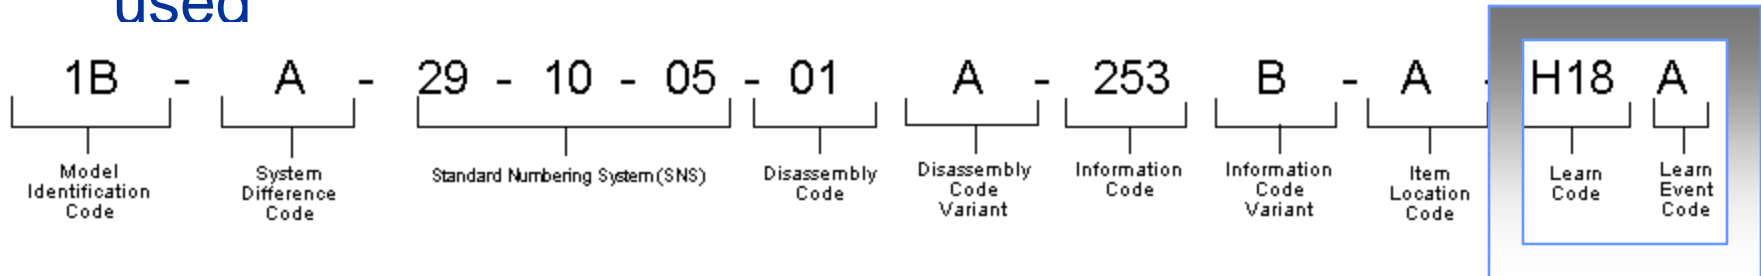 used
1B - A - 29 - 10 - 05 - 01 A - 253 B - A - H18 A
Model Identification Code
System Difference Code
Standard Numbering System (SNS)
Disassembly Code
Disassembly Code Variant
Information Code
Information Code Variant
Item Location Code
Learn Code
Learn Event Code